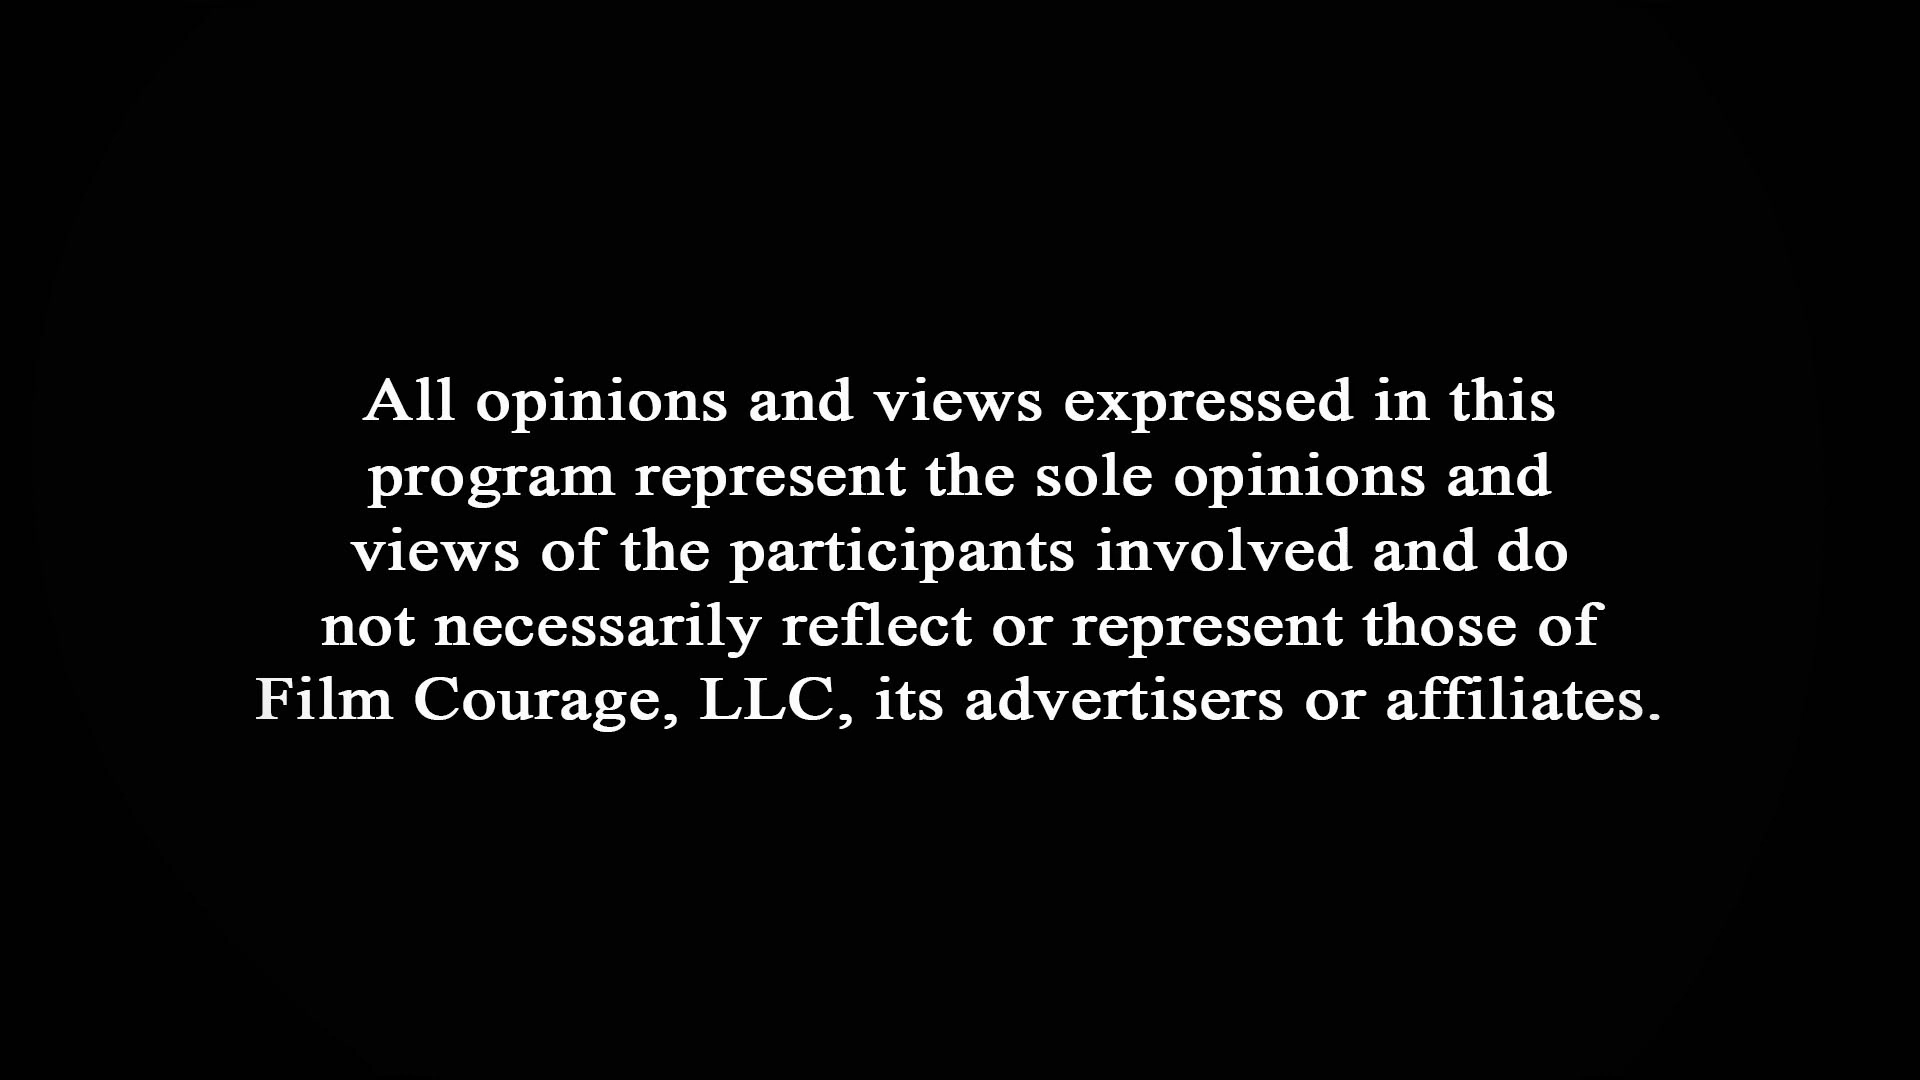 All opinions and views expressed in this
program represent the sole opinions and
views of the participants involved and do
not necessarily reflect or represent those of
Film Courage, LLC, its advertisers or affiliates.